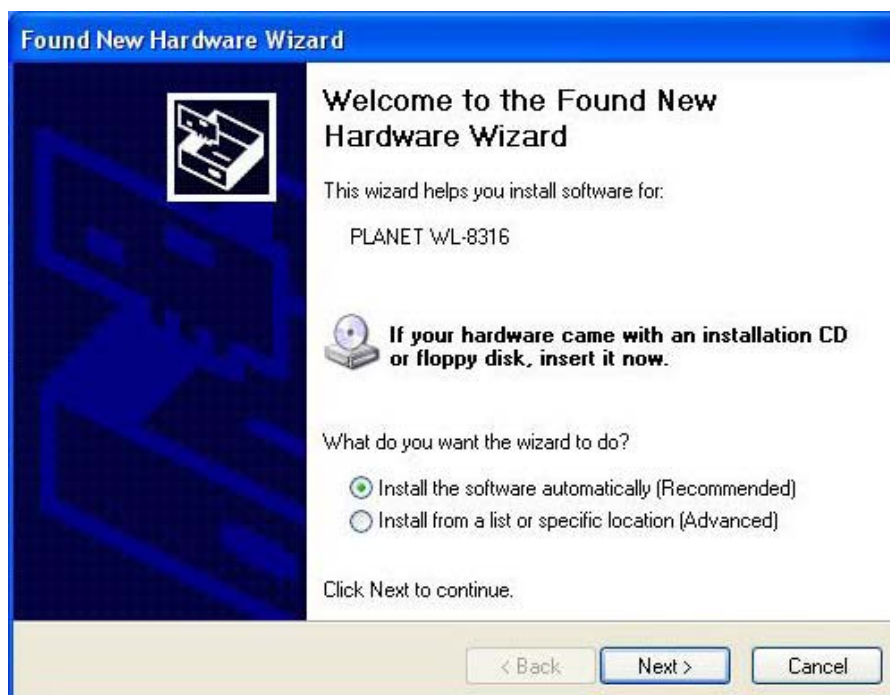 Found New Hardware Wizard
Welcome to the Found New
Hardware Wizard
This wizard helps you install software for:
PLANET WL-8316
If your hardware came with an installation CD
or floppy disk, insert it now.
What do you want the wizard to do?
Install the software automatically (Recommended)
Install from a list or specific location (Advanced)
Click Next to continue.
< Back Next > Cancel